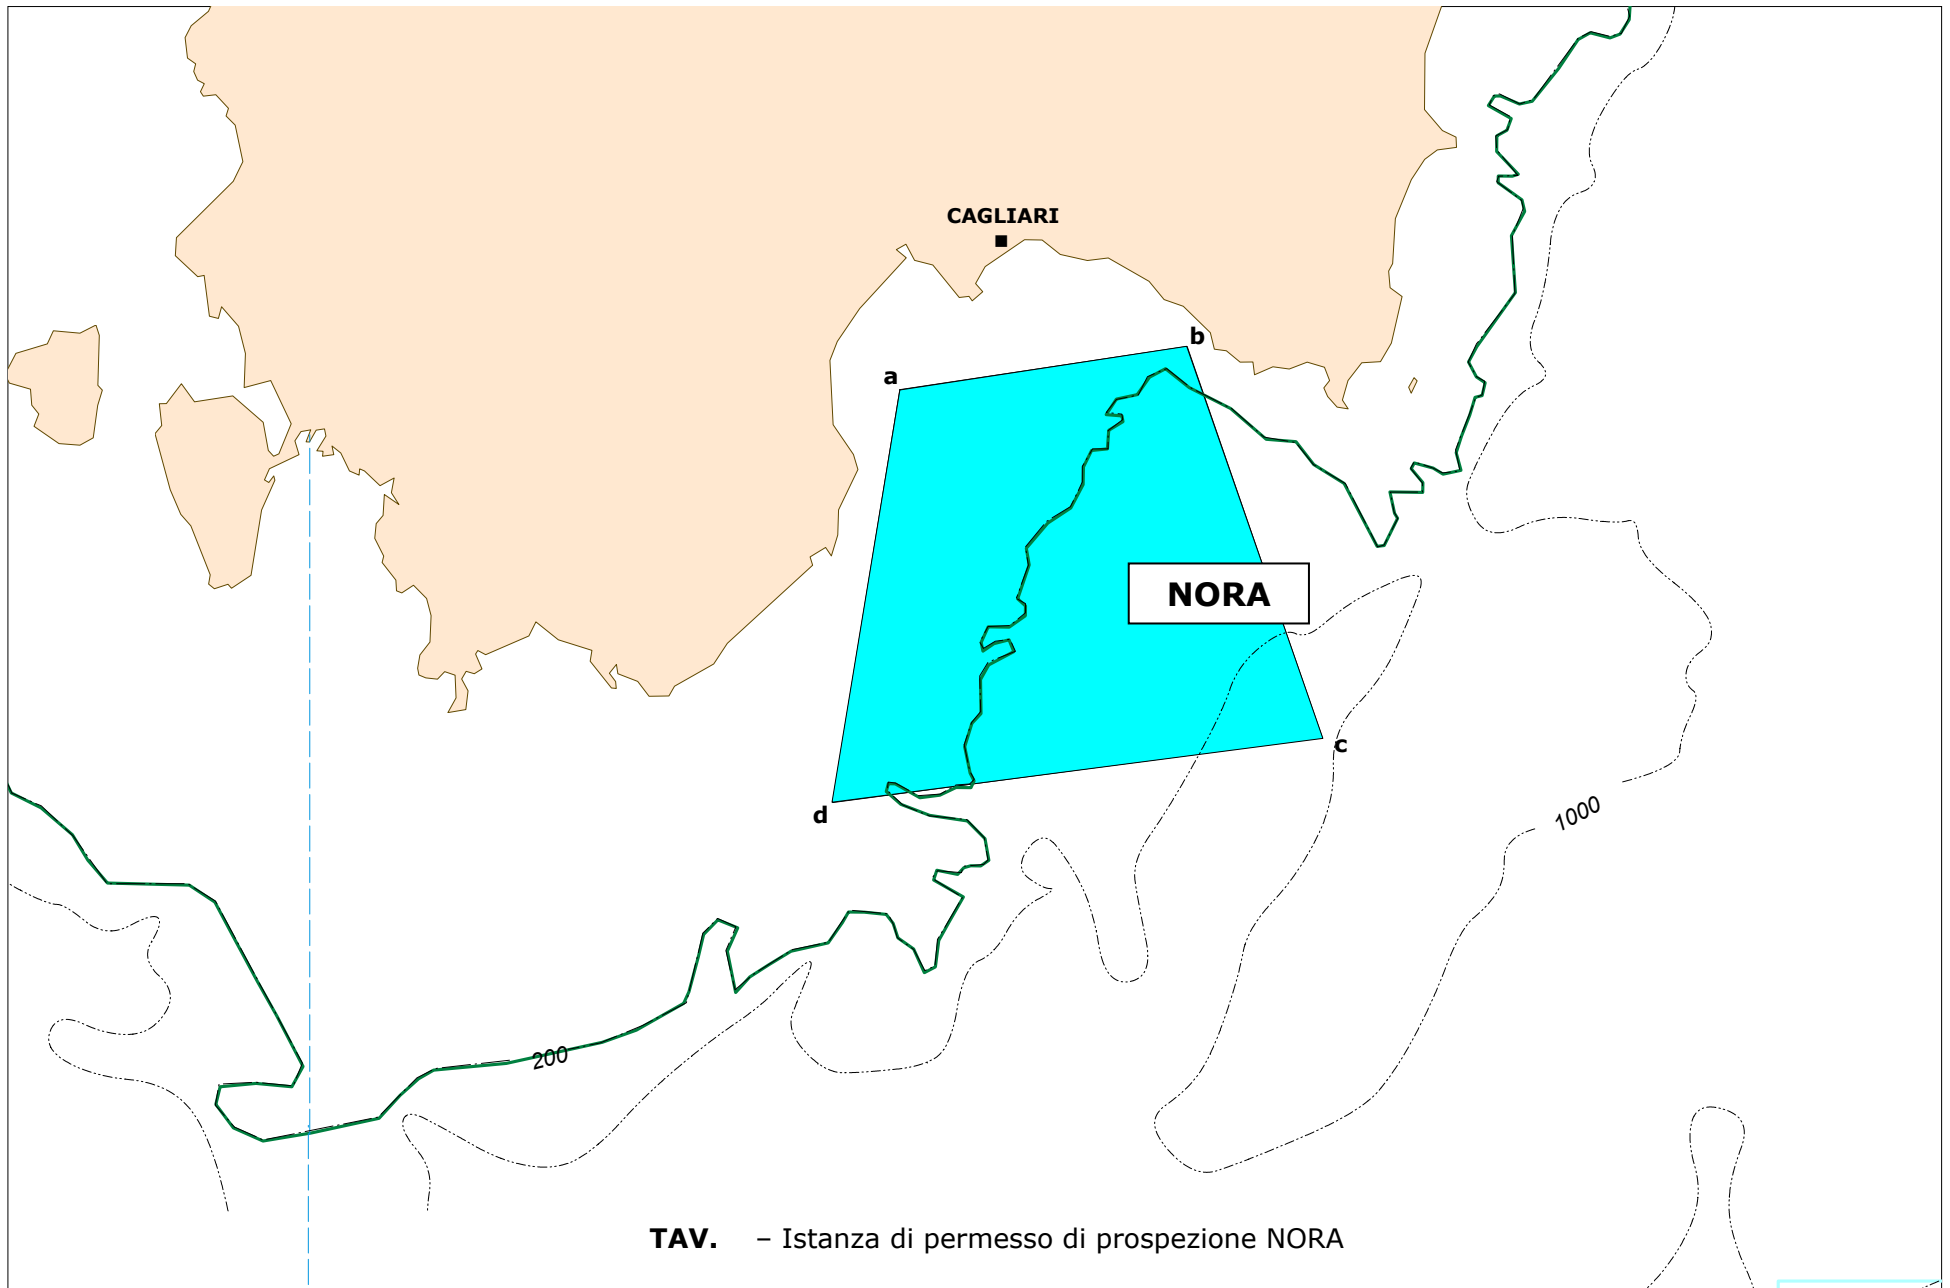 CAGLIARI
b
a
NORA
c
d
1000
200
TAV. – Istanza di permesso di prospezione NORA